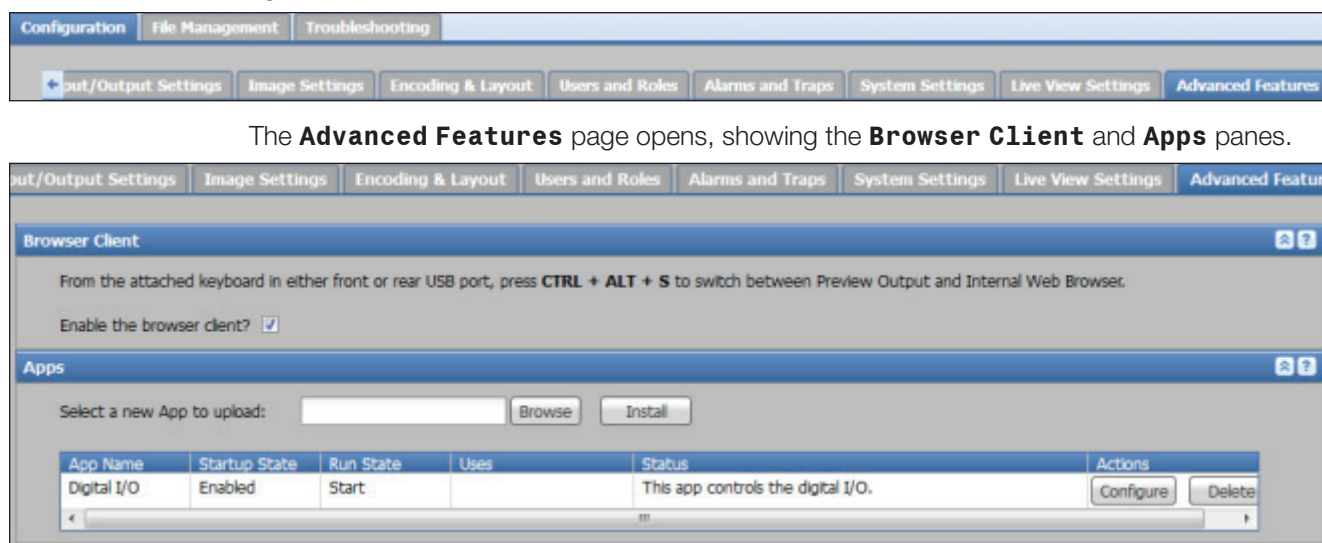 Configuration File Management Troubleshooting
put/Output Settings Image Settings Encoding & Layout Users and Roles Alarms and Traps System Settings Live View Settings Advanced Features
The Advanced Features page opens, showing the Browser Client and Apps panes.
out/Output Settings Image Settings Encoding & Layout Users and Roles Alarms and Traps System Settings Live View Settings Advanced Featur
Browser Client
From the attached keyboard in either front or rear USB port, press CTRL + ALT + S to switch between Preview Output and Internal Web Browser.
Enable the browser client?
Apps
Select a new App to upload: Browse Install
App Name Startup State Run State Uses Status Actions
Digital I/O Enabled Start This app controls the digital I/O. Configure Delete